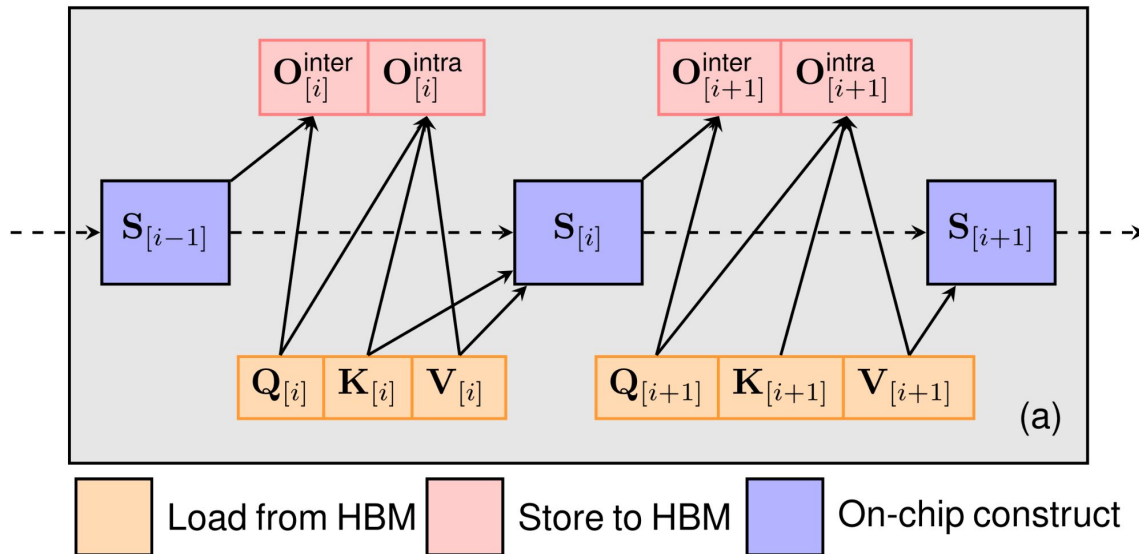 O[i]^inter O[i]^intra O[i+1]^inter O[i+1]^intra
S[i−1] S[i] S[i+1]
Q[i] K[i] V[i] Q[i+1] K[i+1] V[i+1]
(a)
Load from HBM Store to HBM On-chip construct